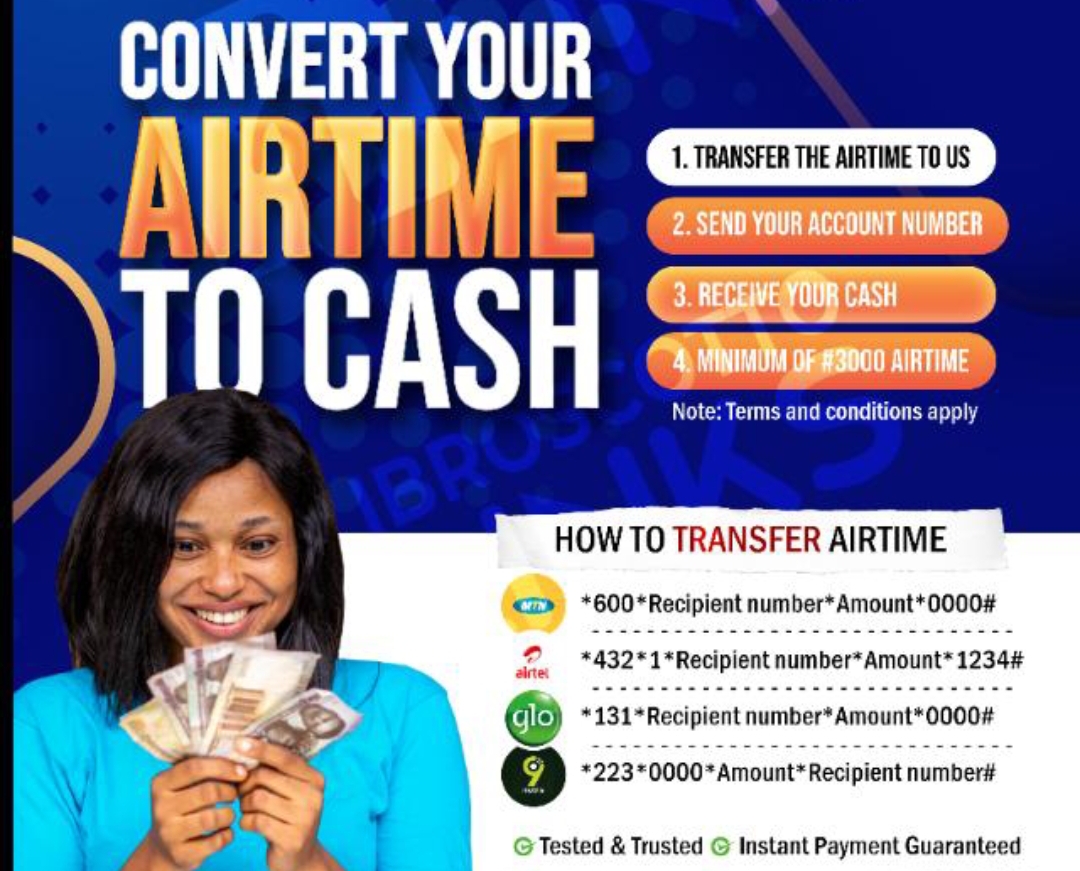 CONVERT YOUR
AIRTIME
TO CASH
1. TRANSFER THE AIRTIME TO US
2. SEND YOUR ACCOUNT NUMBER
3. RECEIVE YOUR CASH
4. MINIMUM OF #3000 AIRTIME
Note: Terms and conditions apply
HOW TO TRANSFER AIRTIME
MTN *600*Recipient number*Amount*0000#
airtel *432*1*Recipient number*Amount*1234#
glo *131*Recipient number*Amount*0000#
9 *223*0000*Amount*Recipient number#
Tested & Trusted Instant Payment Guaranteed